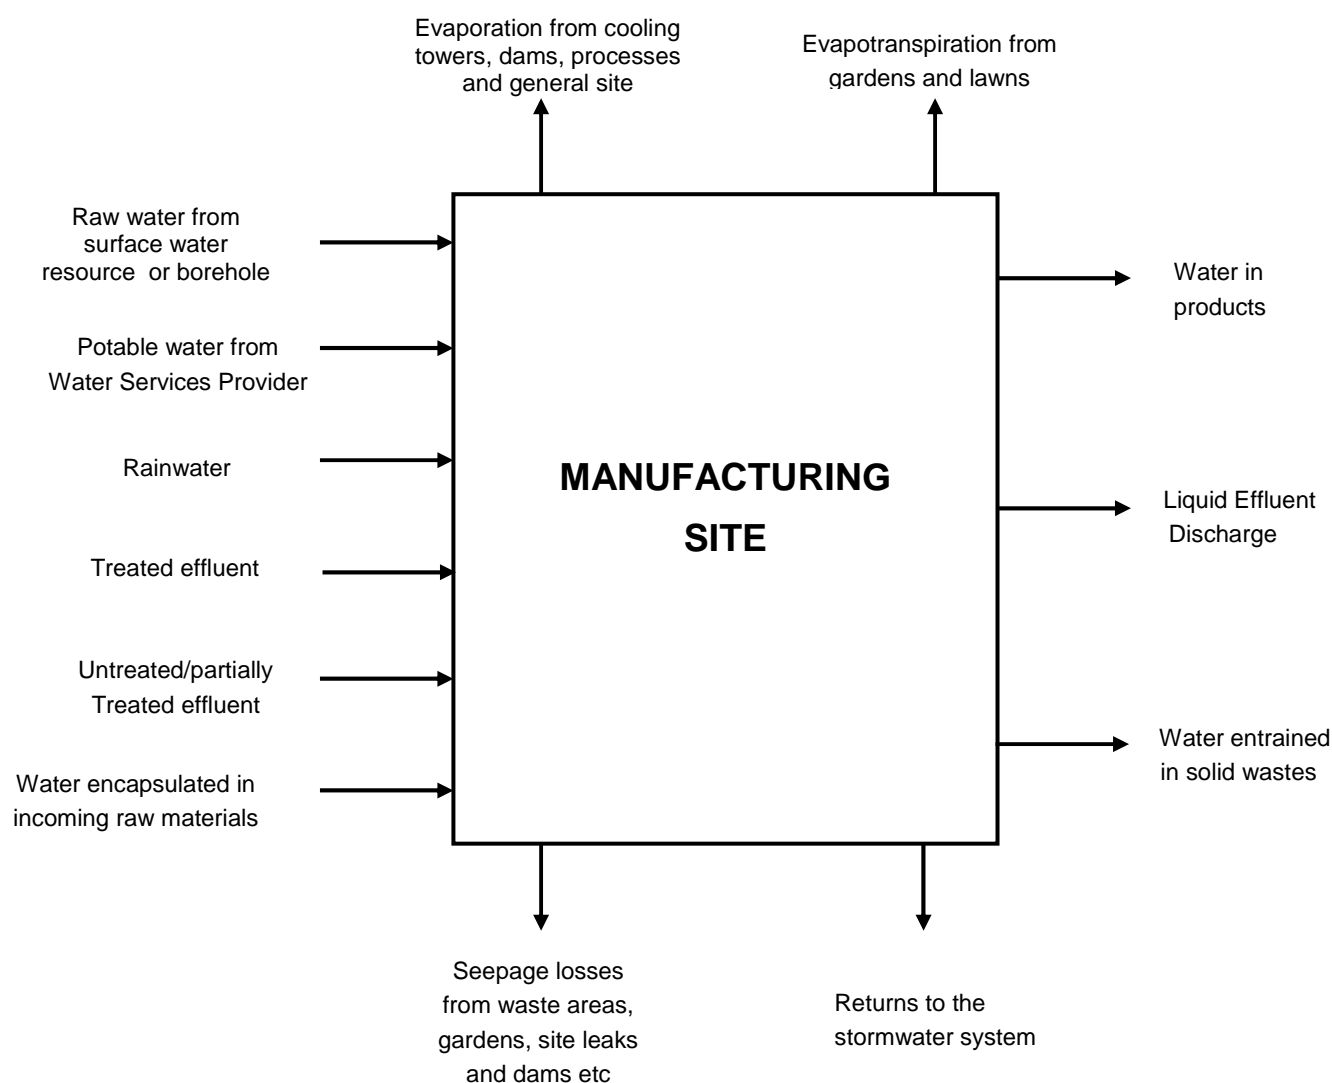 Evaporation from cooling
towers, dams, processes
and general site
Evapotranspiration from
gardens and lawns
Raw water from
surface water
resource or borehole
Potable water from
Water Services Provider
Rainwater
Treated effluent
Untreated/partially
Treated effluent
Water encapsulated in
incoming raw materials
MANUFACTURING
SITE
Water in
products
Liquid Effluent
Discharge
Water entrained
in solid wastes
Seepage losses
from waste areas,
gardens, site leaks
and dams etc
Returns to the
stormwater system